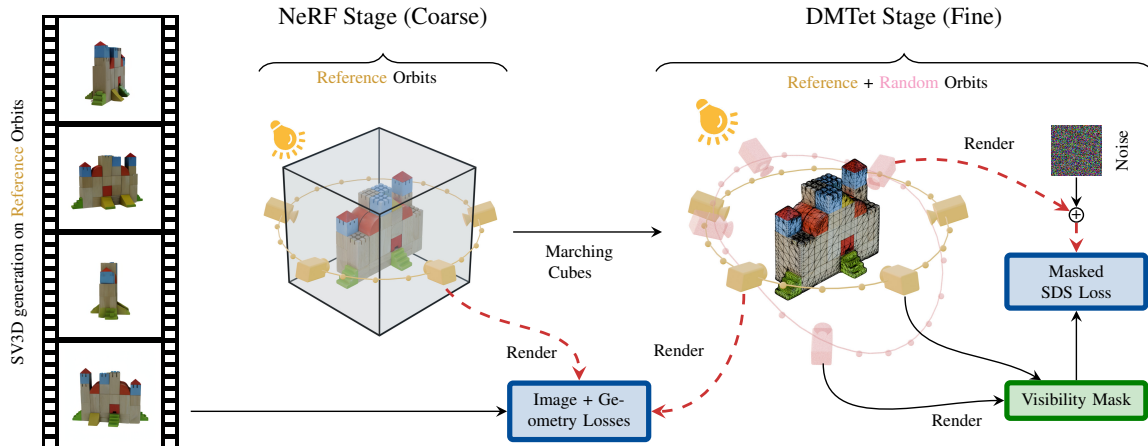 SV3D generation on Reference Orbits
NeRF Stage (Coarse)
Reference Orbits
Marching
Cubes
Render
Image + Ge-
ometry Losses
DMTet Stage (Fine)
Reference + Random Orbits
Render
Noise
+
Masked
SDS Loss
Render
Render
Visibility Mask